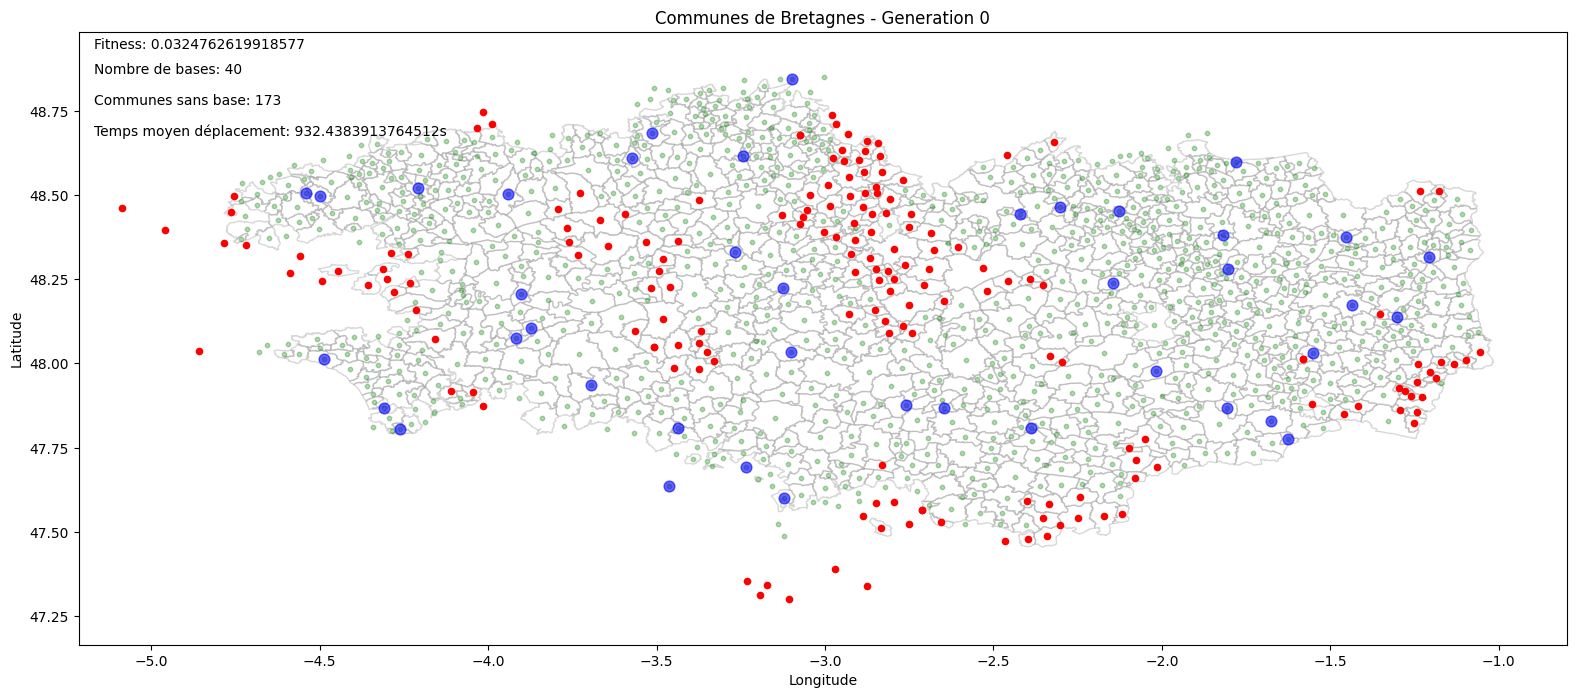 Communes de Bretagnes - Generation 0
Fitness: 0.0324762619918577
Nombre de bases: 40
Communes sans base: 173
Temps moyen déplacement: 932.4383913764512s
Latitude
48.75
48.50
48.25
48.00
47.75
47.50
47.25
−5.0 −4.5 −4.0 −3.5 −3.0 −2.5 −2.0 −1.5 −1.0
Longitude